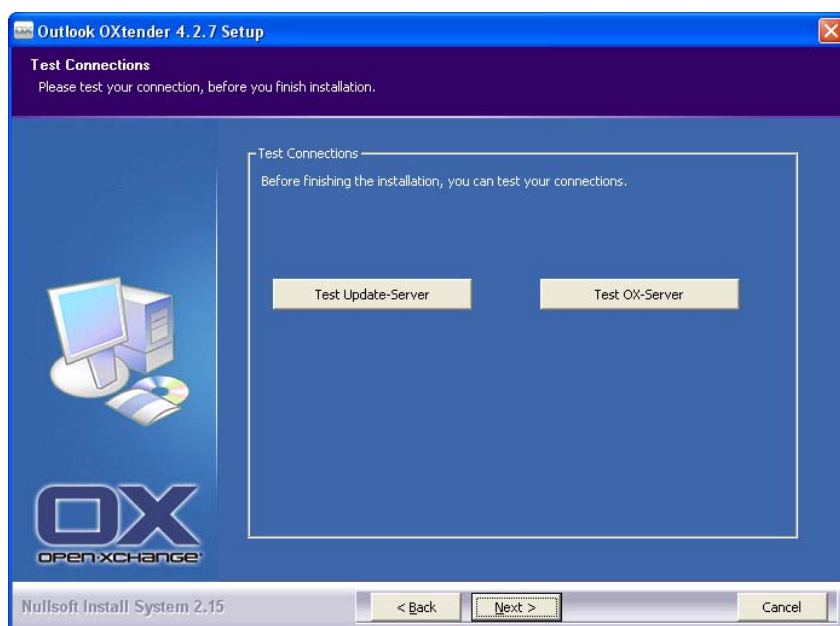 Outlook OXtender 4.2.7 Setup
Test Connections
Please test your connection, before you finish installation.
Test Connections
Before finishing the installation, you can test your connections.
Test Update-Server
Test OX-Server
OX
OPEN-XCHANGE
Nullsoft Install System 2.15
< Back
Next >
Cancel